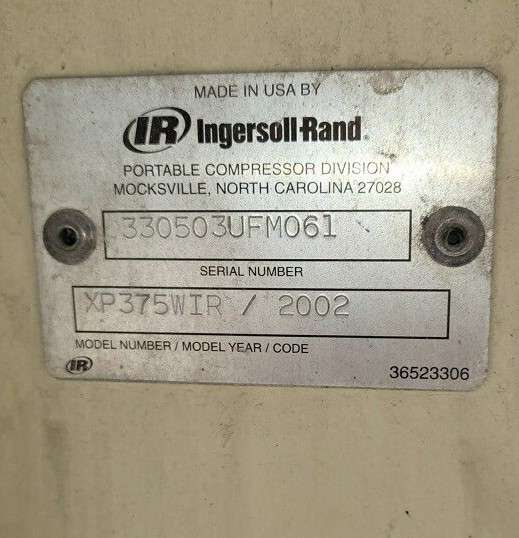 MADE IN USA BY
IR Ingersoll-Rand®
PORTABLE COMPRESSOR DIVISION
MOCKSVILLE, NORTH CAROLINA 27028
330503UFM061
SERIAL NUMBER
XP375WIR / 2002
MODEL NUMBER / MODEL YEAR / CODE
IR
36523306